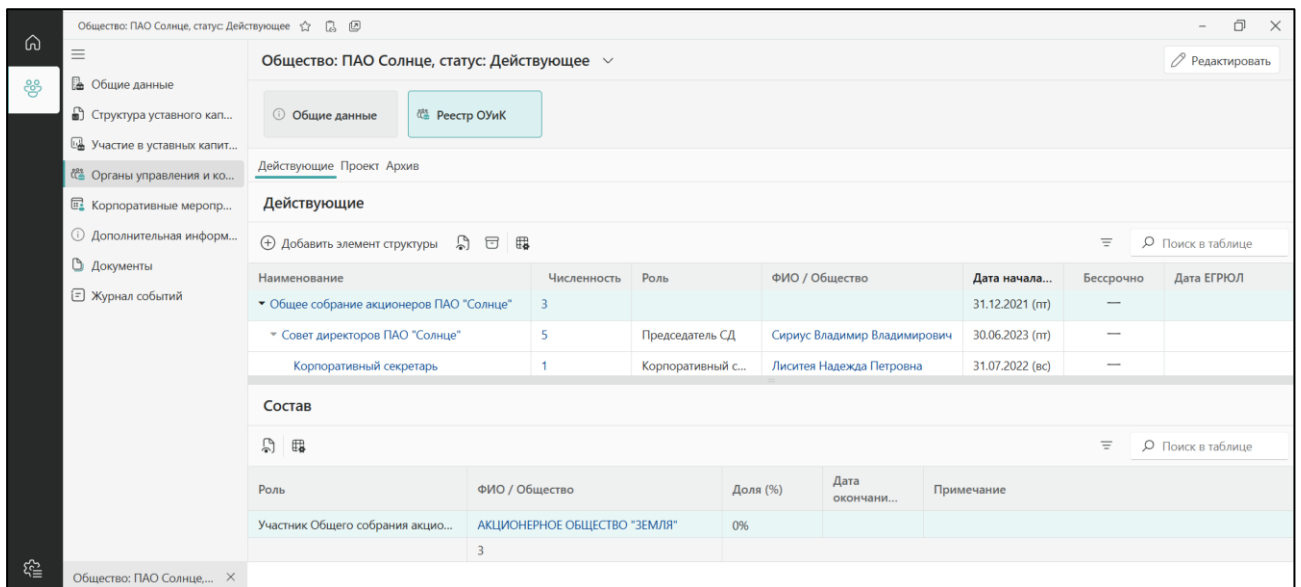 Общество: ПАО Солнце, статус: Действующее
Общество: ПАО Солнце, статус: Действующее
Редактировать
Общие данные
Структура уставного кап...
Участие в уставных капит...
Органы управления и ко...
Корпоративные меропр...
Дополнительная информ...
Документы
Журнал событий
Общие данные
Реестр ОУиК
Действующие Проект Архив
Действующие
Добавить элемент структуры
Поиск в таблице
Наименование Численность Роль ФИО / Общество Дата начала... Бессрочно Дата ЕГРЮЛ
Общее собрание акционеров ПАО "Солнце" 3 31.12.2021 (пт) —
Совет директоров ПАО "Солнце" 5 Председатель СД Сириус Владимир Владимирович 30.06.2023 (пт) —
Корпоративный секретарь 1 Корпоративный с... Лиситея Надежда Петровна 31.07.2022 (вс) —
Состав
Поиск в таблице
Роль ФИО / Общество Доля (%) Дата окончани... Примечание
Участник Общего собрания акцио... АКЦИОНЕРНОЕ ОБЩЕСТВО "ЗЕМЛЯ" 0%
3
Общество: ПАО Солнце,...